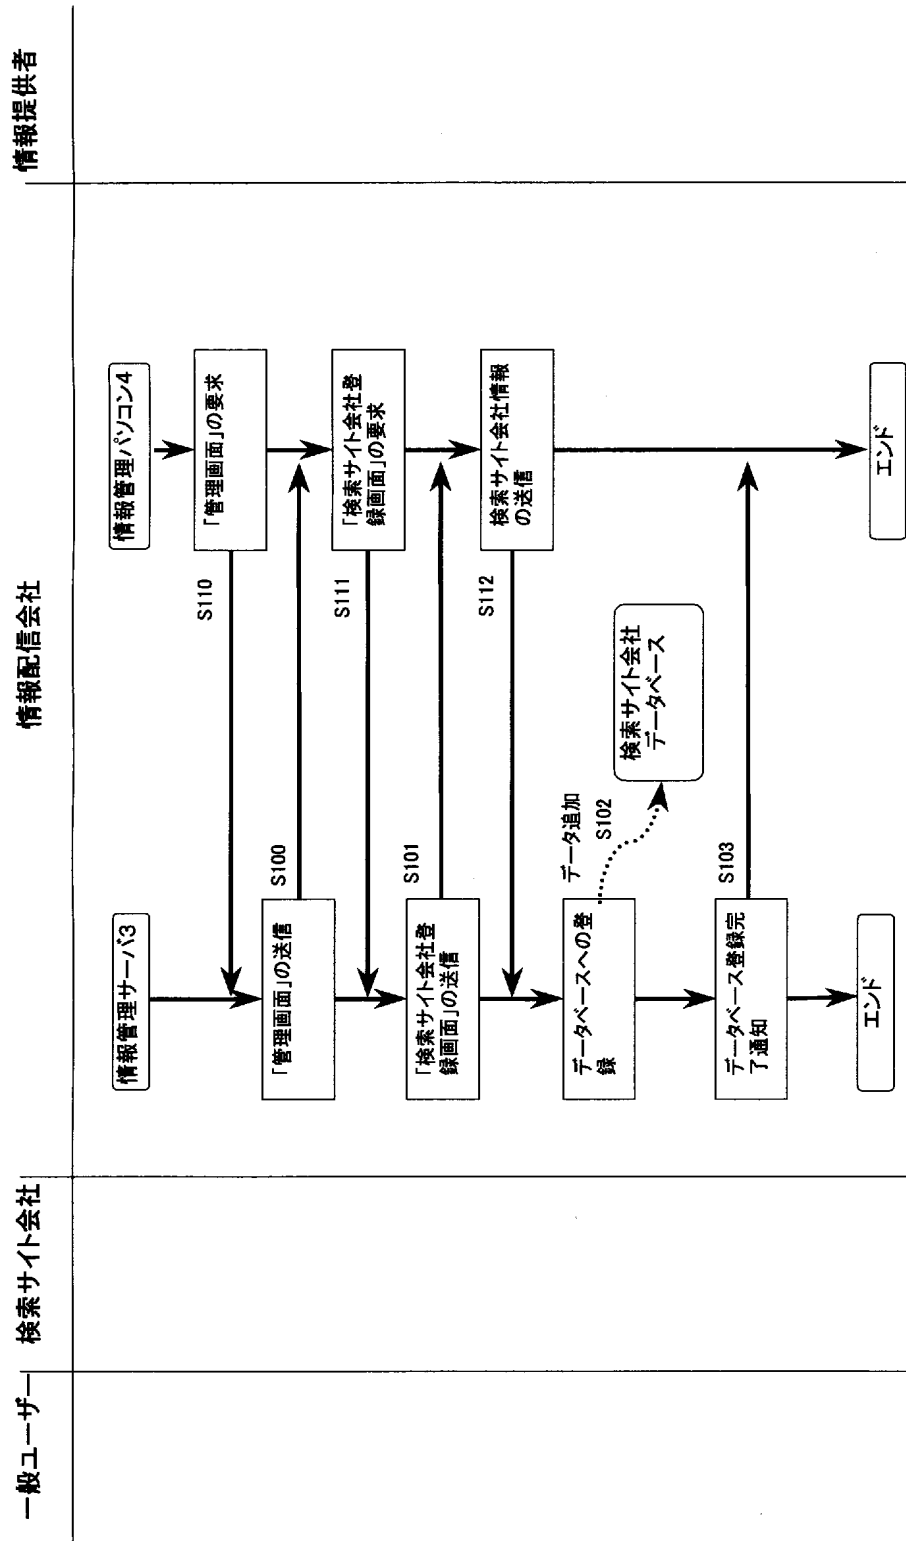 一般ユーザー
検索サイト会社
情報配信会社
情報提供者
情報管理サーバ3
情報管理パソコン4
「管理画面」の要求
S110
「管理画面」の送信
S100
「検索サイト会社登
録画面」の要求
S111
「検索サイト会社登
録画面」の送信
S101
検索サイト会社情報
の送信
S112
データベースへの登
録
データ追加
S102
検索サイト会社
データベース
データベース登録完
了通知
S103
エンド
エンド